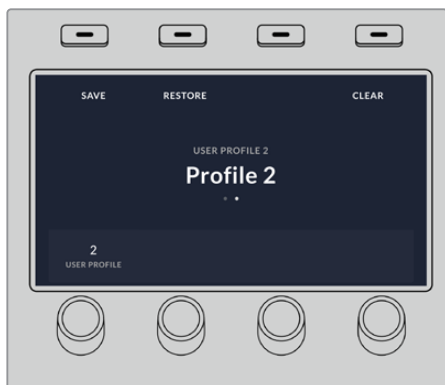 SAVE RESTORE CLEAR
USER PROFILE 2
Profile 2
2
USER PROFILE